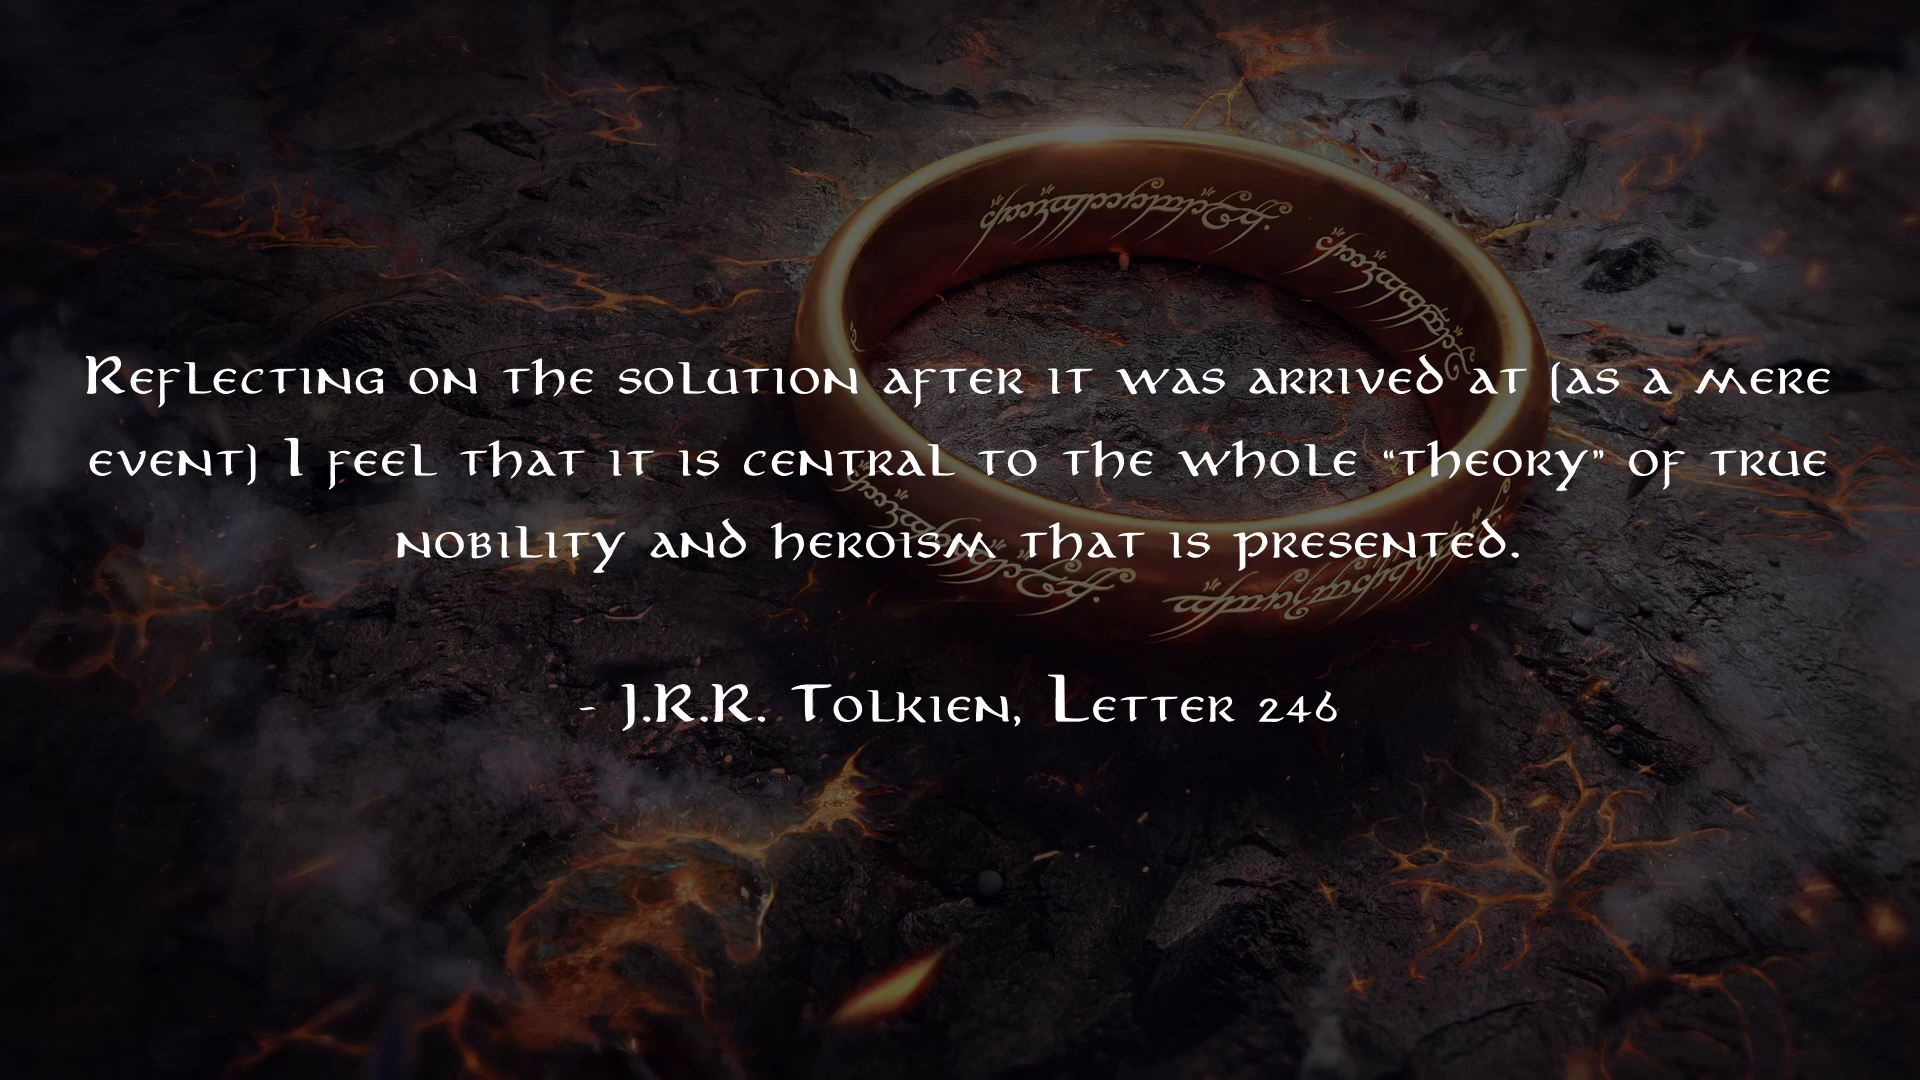 Reflecting on the solution after it was arrived at (as a mere
event) I feel that it is central to the whole “theory” of true
nobility and heroism that is presented.
- J.R.R. Tolkien, Letter 246